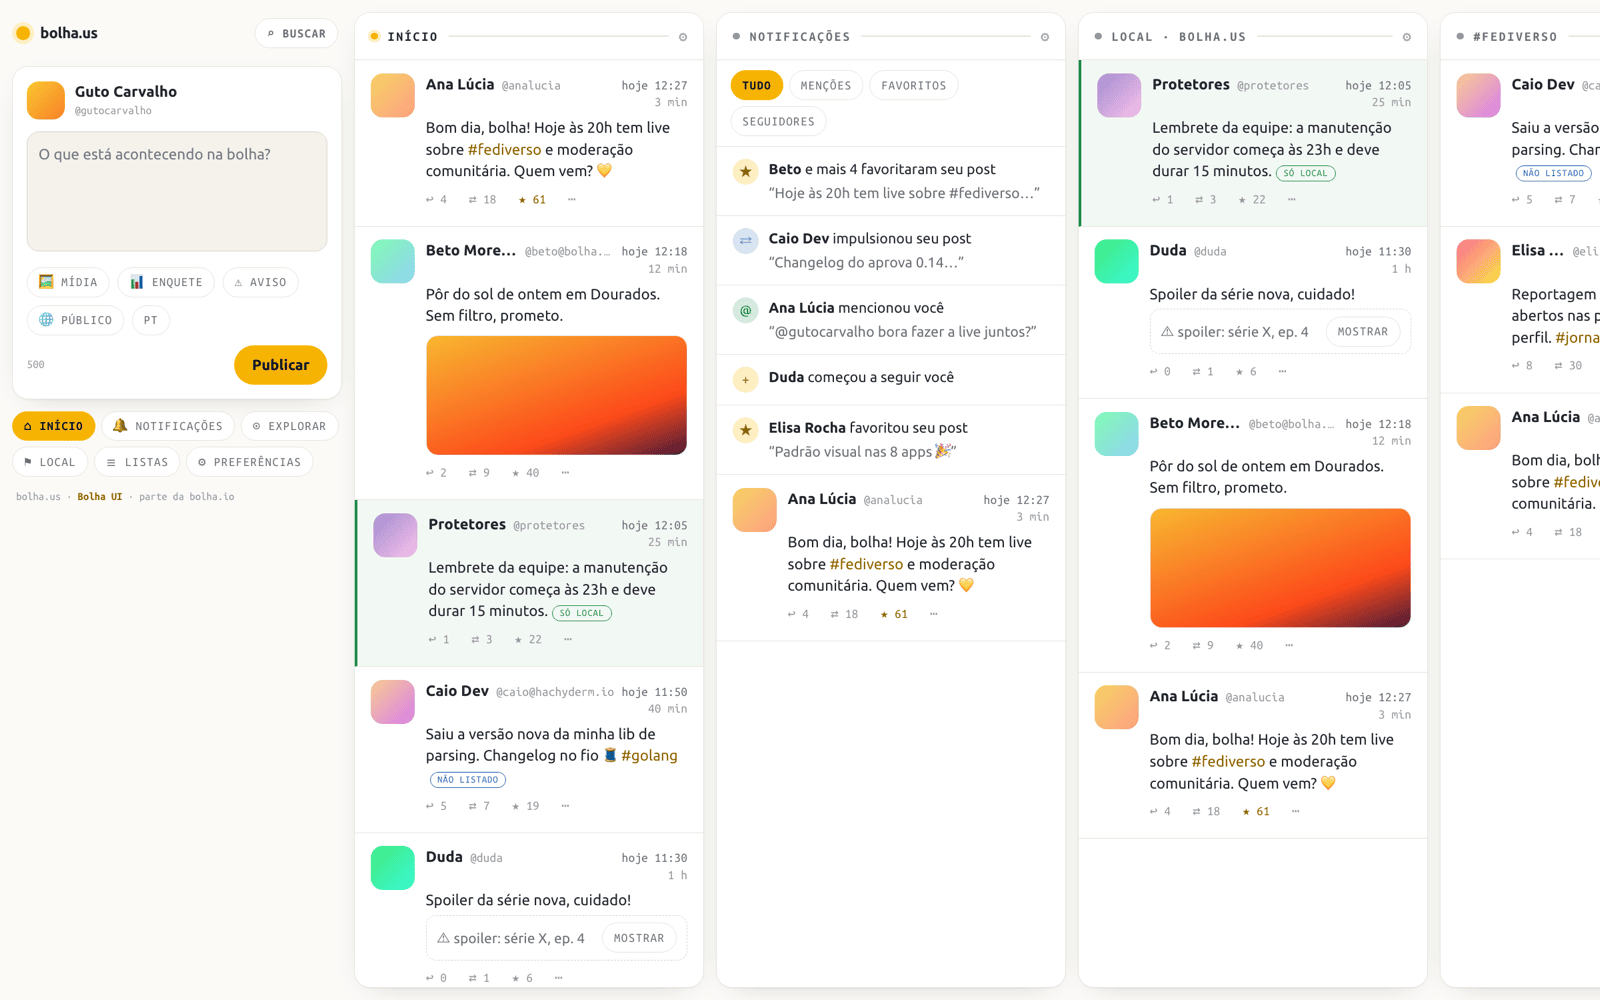 bolha.us
⌕ BUSCAR
Guto Carvalho
@gutocarvalho
O que está acontecendo na bolha?
🖼️ MÍDIA
📊 ENQUETE
⚠ AVISO
🌐 PÚBLICO
PT
500
Publicar
⌂ INÍCIO
🔔 NOTIFICAÇÕES
⊙ EXPLORAR
⚑ LOCAL
≡ LISTAS
⚙ PREFERÊNCIAS
bolha.us · Bolha UI · parte da bolha.io
INÍCIO
Ana Lúcia @analucia hoje 12:27
3 min
Bom dia, bolha! Hoje às 20h tem live
sobre #fediverso e moderação
comunitária. Quem vem? 💛
↩ 4 ⇄ 18 ★ 61 ⋯
Beto More… @beto@bolha.… hoje 12:18
12 min
Pôr do sol de ontem em Dourados.
Sem filtro, prometo.
↩ 2 ⇄ 9 ★ 40 ⋯
Protetores @protetores hoje 12:05
25 min
Lembrete da equipe: a manutenção
do servidor começa às 23h e deve
durar 15 minutos. SÓ LOCAL
↩ 1 ⇄ 3 ★ 22 ⋯
Caio Dev @caio@hachyderm.io hoje 11:50
40 min
Saiu a versão nova da minha lib de
parsing. Changelog no fio 🧵 #golang
NÃO LISTADO
↩ 5 ⇄ 7 ★ 19 ⋯
Duda @duda hoje 11:30
1 h
Spoiler da série nova, cuidado!
⚠ spoiler: série X, ep. 4 MOSTRAR
↩ 0 ⇄ 1 ★ 6 ⋯
NOTIFICAÇÕES
TUDO
MENÇÕES
FAVORITOS
SEGUIDORES
★ Beto e mais 4 favoritaram seu post
“Hoje às 20h tem live sobre #fediverso…”
⇄ Caio Dev impulsionou seu post
“Changelog do aprova 0.14…”
@ Ana Lúcia mencionou você
“@gutocarvalho bora fazer a live juntos?”
+ Duda começou a seguir você
★ Elisa Rocha favoritou seu post
“Padrão visual nas 8 apps 🎉”
Ana Lúcia @analucia hoje 12:27
3 min
Bom dia, bolha! Hoje às 20h tem live
sobre #fediverso e moderação
comunitária. Quem vem? 💛
↩ 4 ⇄ 18 ★ 61 ⋯
LOCAL · BOLHA.US
Protetores @protetores hoje 12:05
25 min
Lembrete da equipe: a manutenção
do servidor começa às 23h e deve
durar 15 minutos. SÓ LOCAL
↩ 1 ⇄ 3 ★ 22 ⋯
Duda @duda hoje 11:30
1 h
Spoiler da série nova, cuidado!
⚠ spoiler: série X, ep. 4 MOSTRAR
↩ 0 ⇄ 1 ★ 6 ⋯
Beto More… @beto@bolha.… hoje 12:18
12 min
Pôr do sol de ontem em Dourados.
Sem filtro, prometo.
↩ 2 ⇄ 9 ★ 40 ⋯
Ana Lúcia @analucia hoje 12:27
3 min
Bom dia, bolha! Hoje às 20h tem live
sobre #fediverso e moderação
comunitária. Quem vem? 💛
↩ 4 ⇄ 18 ★ 61 ⋯
#FEDIVERSO
Caio Dev @ca
Saiu a versão
parsing. Chan
NÃO LISTADO
↩ 5 ⇄ 7
Elisa … @eli
Reportagem
abertos nas p
perfil. #jorna
↩ 8 ⇄ 30
Ana Lúcia @a
Bom dia, bolh
sobre #fedive
comunitária.
↩ 4 ⇄ 18